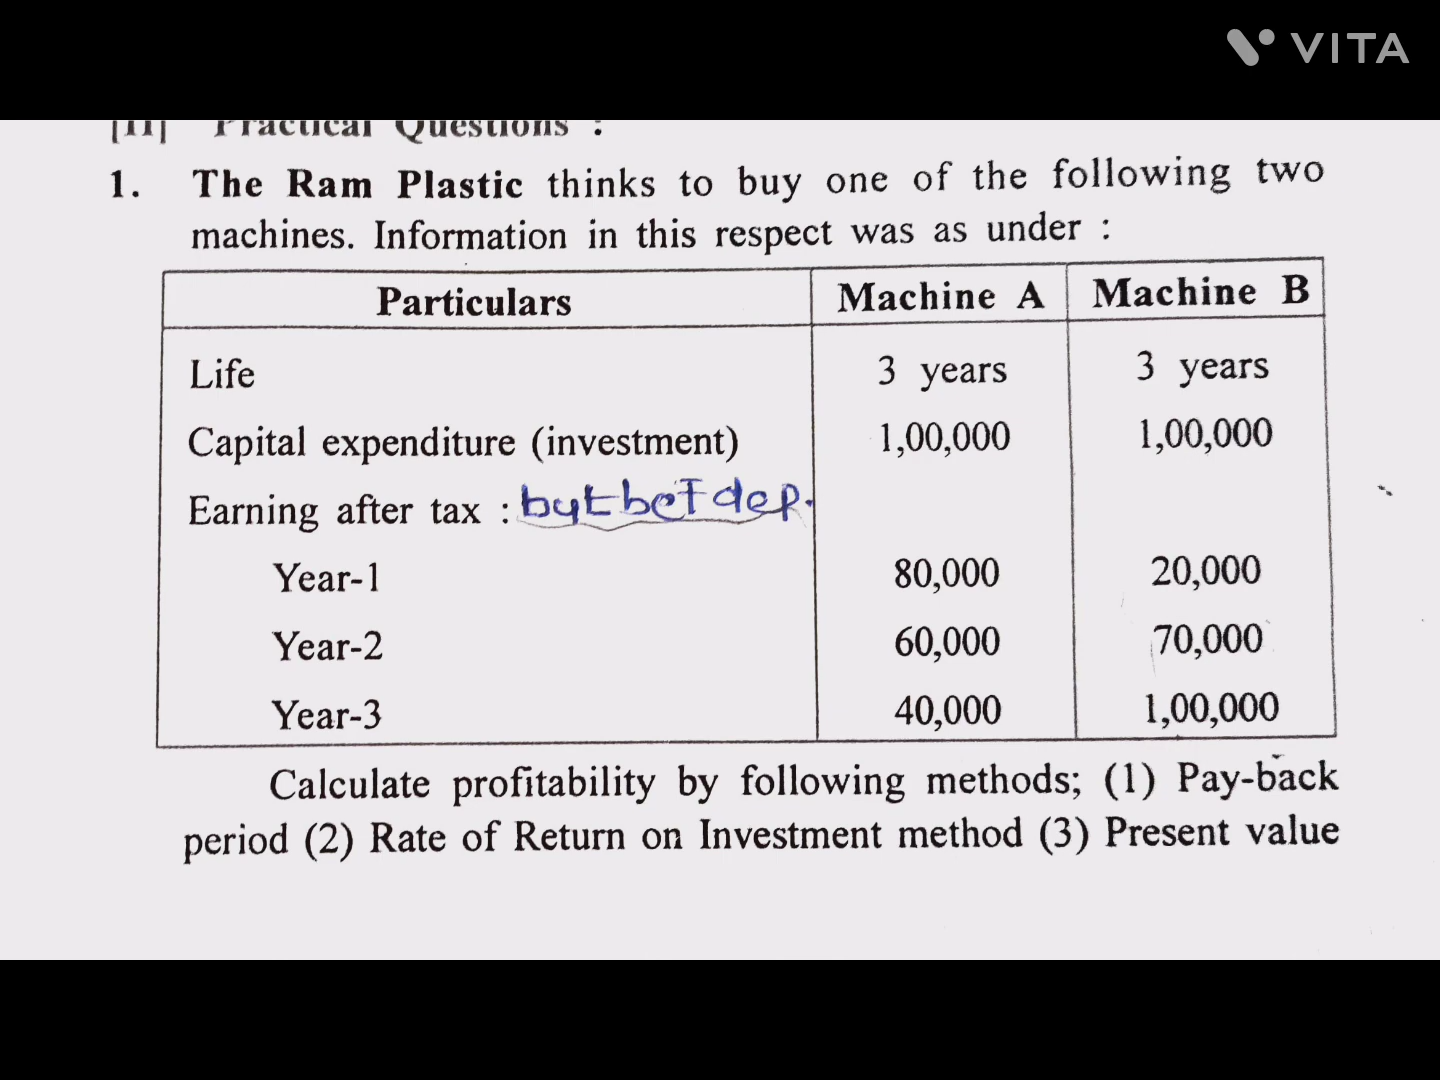 VITA
[II] Practical Questions :
1. The Ram Plastic thinks to buy one of the following two
machines. Information in this respect was as under :
Particulars Machine A Machine B
Life 3 years 3 years
Capital expenditure (investment) 1,00,000 1,00,000
Earning after tax : byt bef dep.
Year-1 80,000 20,000
Year-2 60,000 70,000
Year-3 40,000 1,00,000
Calculate profitability by following methods; (1) Pay-back
period (2) Rate of Return on Investment method (3) Present value